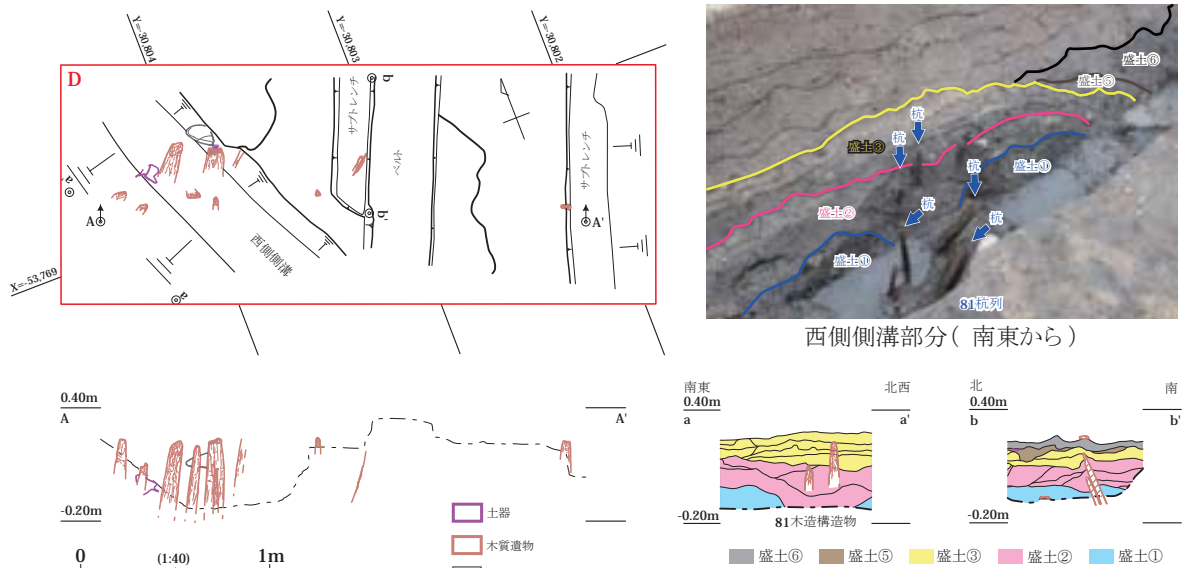 Y=-30,804
Y=-30,803
Y=-30,802
D
サブトレンチ
b
ベルト
サブトレンチ
a
A
b'
A'
西側側溝
X=-53,769
a
盛土⑥
盛土⑤
杭
杭
盛土③
盛土①
杭
盛土②
杭
杭
盛土①
81杭列
西側側溝部分( 南東から )
0.40m
A
A'
-0.20m
0 (1:40) 1m
土器
木質遺物
南東 北西
0.40m
a a'
-0.20m
81木造構造物
北 南
0.40m
b b'
-0.20m
盛土⑥ 盛土⑤ 盛土③ 盛土② 盛土①